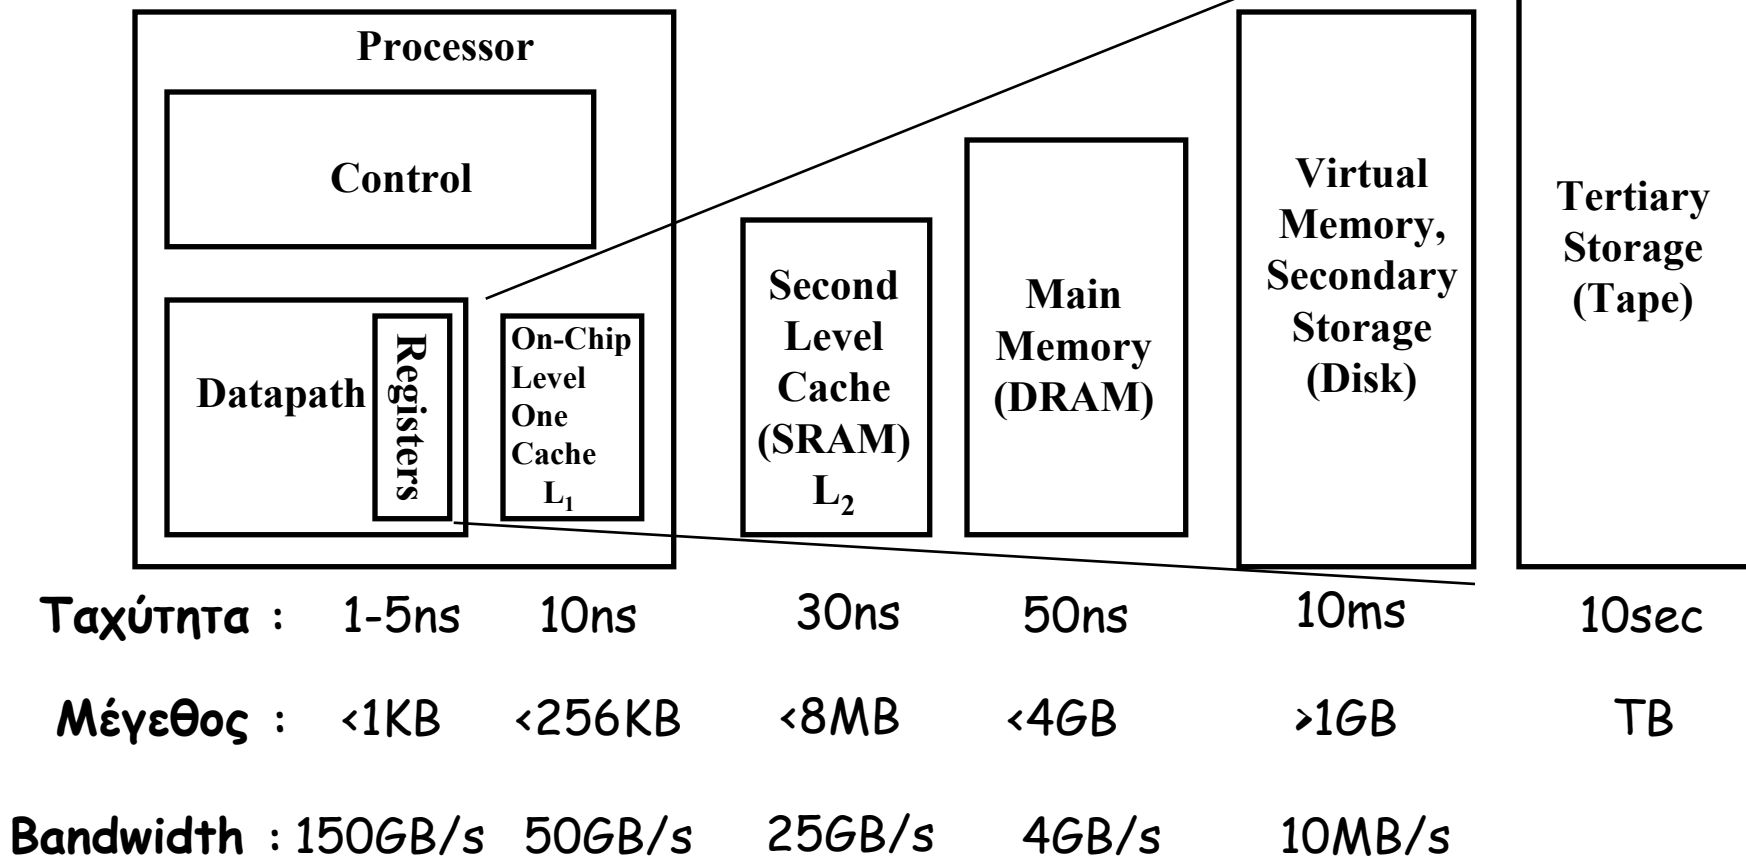 Processor
Control
Datapath
Registers
On-Chip
Level
One
Cache
L1
Second
Level
Cache
(SRAM)
L2
Main
Memory
(DRAM)
Virtual
Memory,
Secondary
Storage
(Disk)
Tertiary
Storage
(Tape)
Ταχύτητα : 1-5ns 10ns 30ns 50ns 10ms 10sec
Μέγεθος : <1KB <256KB <8MB <4GB >1GB TB
Bandwidth : 150GB/s 50GB/s 25GB/s 4GB/s 10MB/s